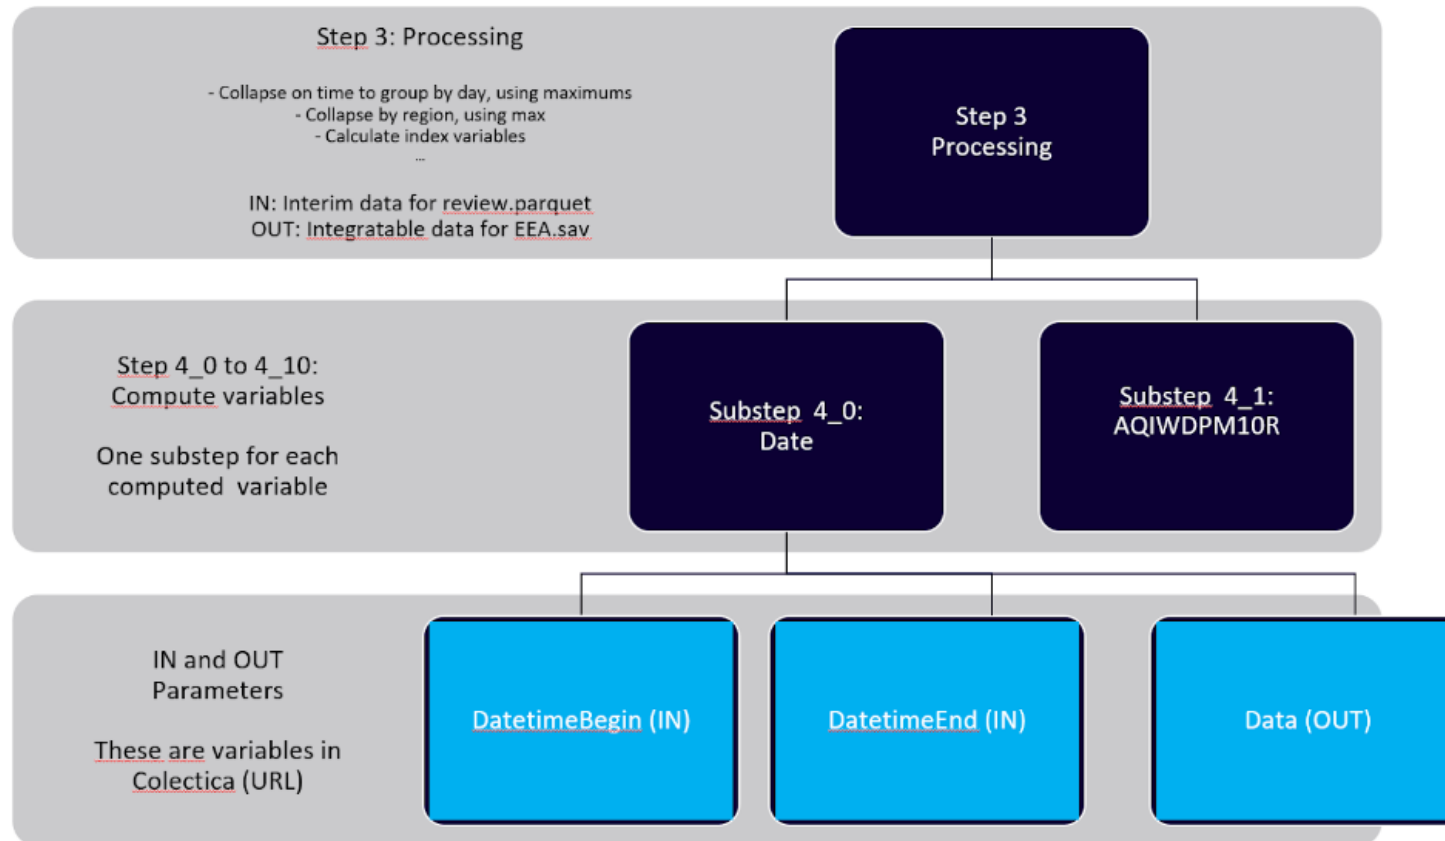 Step 3: Processing
- Collapse on time to group by day, using maximums
- Collapse by region, using max
- Calculate index variables
...
IN: Interim data for review.parquet
OUT: Integratable data for EEA.sav
Step 3
Processing
Step 4_0 to 4_10:
Compute variables
One substep for each
computed variable
Substep 4_0:
Date
Substep 4_1:
AQIWDPM10R
IN and OUT
Parameters
These are variables in
Colectica (URL)
DatetimeBegin (IN)
DatetimeEnd (IN)
Data (OUT)